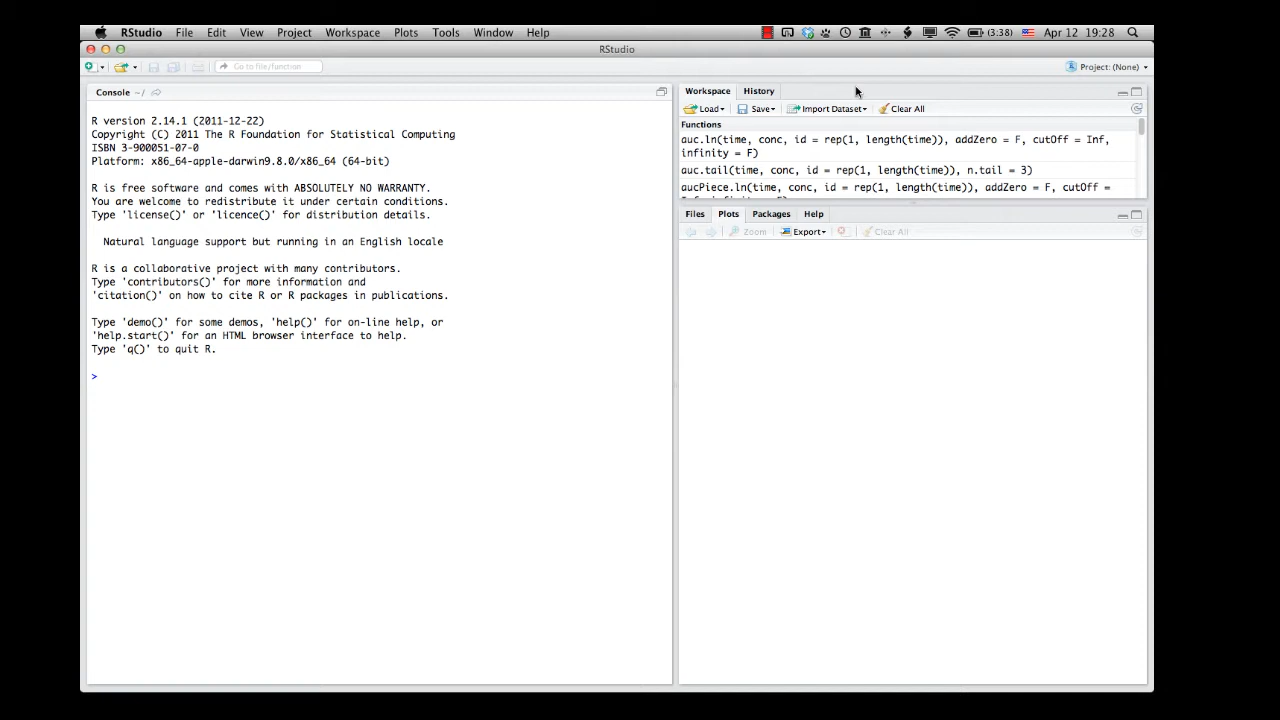 RStudio File Edit View Project Workspace Plots Tools Window Help (3:38) Apr 12 19:28
RStudio
Go to file/function
Project: (None)
Console ~/
R version 2.14.1 (2011-12-22)
Copyright (C) 2011 The R Foundation for Statistical Computing
ISBN 3-900051-07-0
Platform: x86_64-apple-darwin9.8.0/x86_64 (64-bit)
R is free software and comes with ABSOLUTELY NO WARRANTY.
You are welcome to redistribute it under certain conditions.
Type 'license()' or 'licence()' for distribution details.
Natural language support but running in an English locale
R is a collaborative project with many contributors.
Type 'contributors()' for more information and
'citation()' on how to cite R or R packages in publications.
Type 'demo()' for some demos, 'help()' for on-line help, or
'help.start()' for an HTML browser interface to help.
Type 'q()' to quit R.
>
Workspace History
Load Save Import Dataset Clear All
Functions
auc.ln(time, conc, id = rep(1, length(time)), addZero = F, cutOff = Inf,
infinity = F)
auc.tail(time, conc, id = rep(1, length(time)), n.tail = 3)
aucPiece.ln(time, conc, id = rep(1, length(time)), addZero = F, cutOff =
Files Plots Packages Help
Zoom Export Clear All